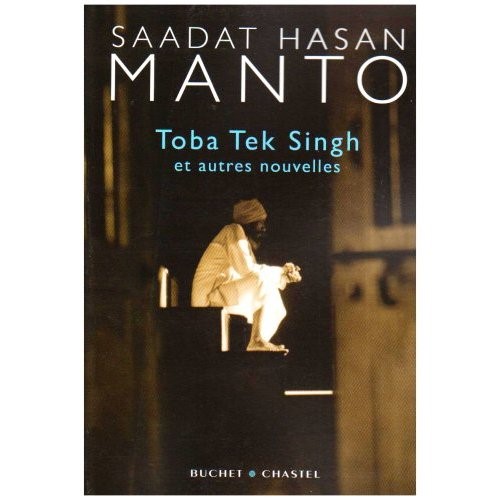 SAADAT HASAN
MANTO
Toba Tek Singh
et autres nouvelles
BUCHET • CHASTEL